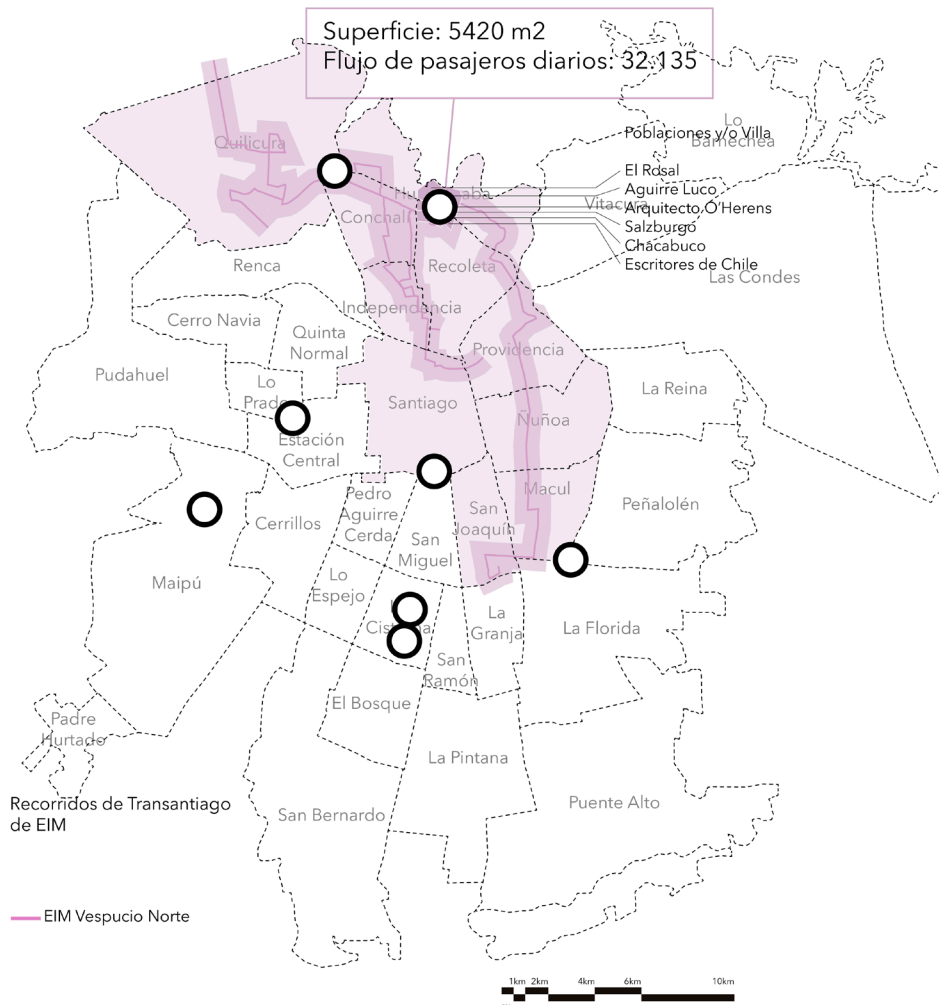 Superficie: 5420 m2
Flujo de pasajeros diarios: 32.135
Poblaciones y/o Villa
Lo
Barnechea
Quilicura
El Rosal
Aguirre Luco
Vitacura
Arquitecto O'Herens
Salzburgo
Chacabuco
Escritores de Chile
Huechuraba
Conchalí
Renca
Recoleta
Las Condes
Independencia
Cerro Navia
Quinta
Normal
Providencia
Pudahuel
Lo
Prado
Santiago
La Reina
Ñuñoa
Estación
Central
Macul
Peñalolén
Pedro
Aguirre
Cerda
San
Joaquín
Cerrillos
San
Miguel
Maipú
Lo
Espejo
Cisterna
La
Granja
La Florida
San
Ramón
El Bosque
Padre
Hurtado
La Pintana
Recorridos de Transantiago
de EIM
San Bernardo
Puente Alto
EIM Vespucio Norte
1km 2km 4km 6km 10km